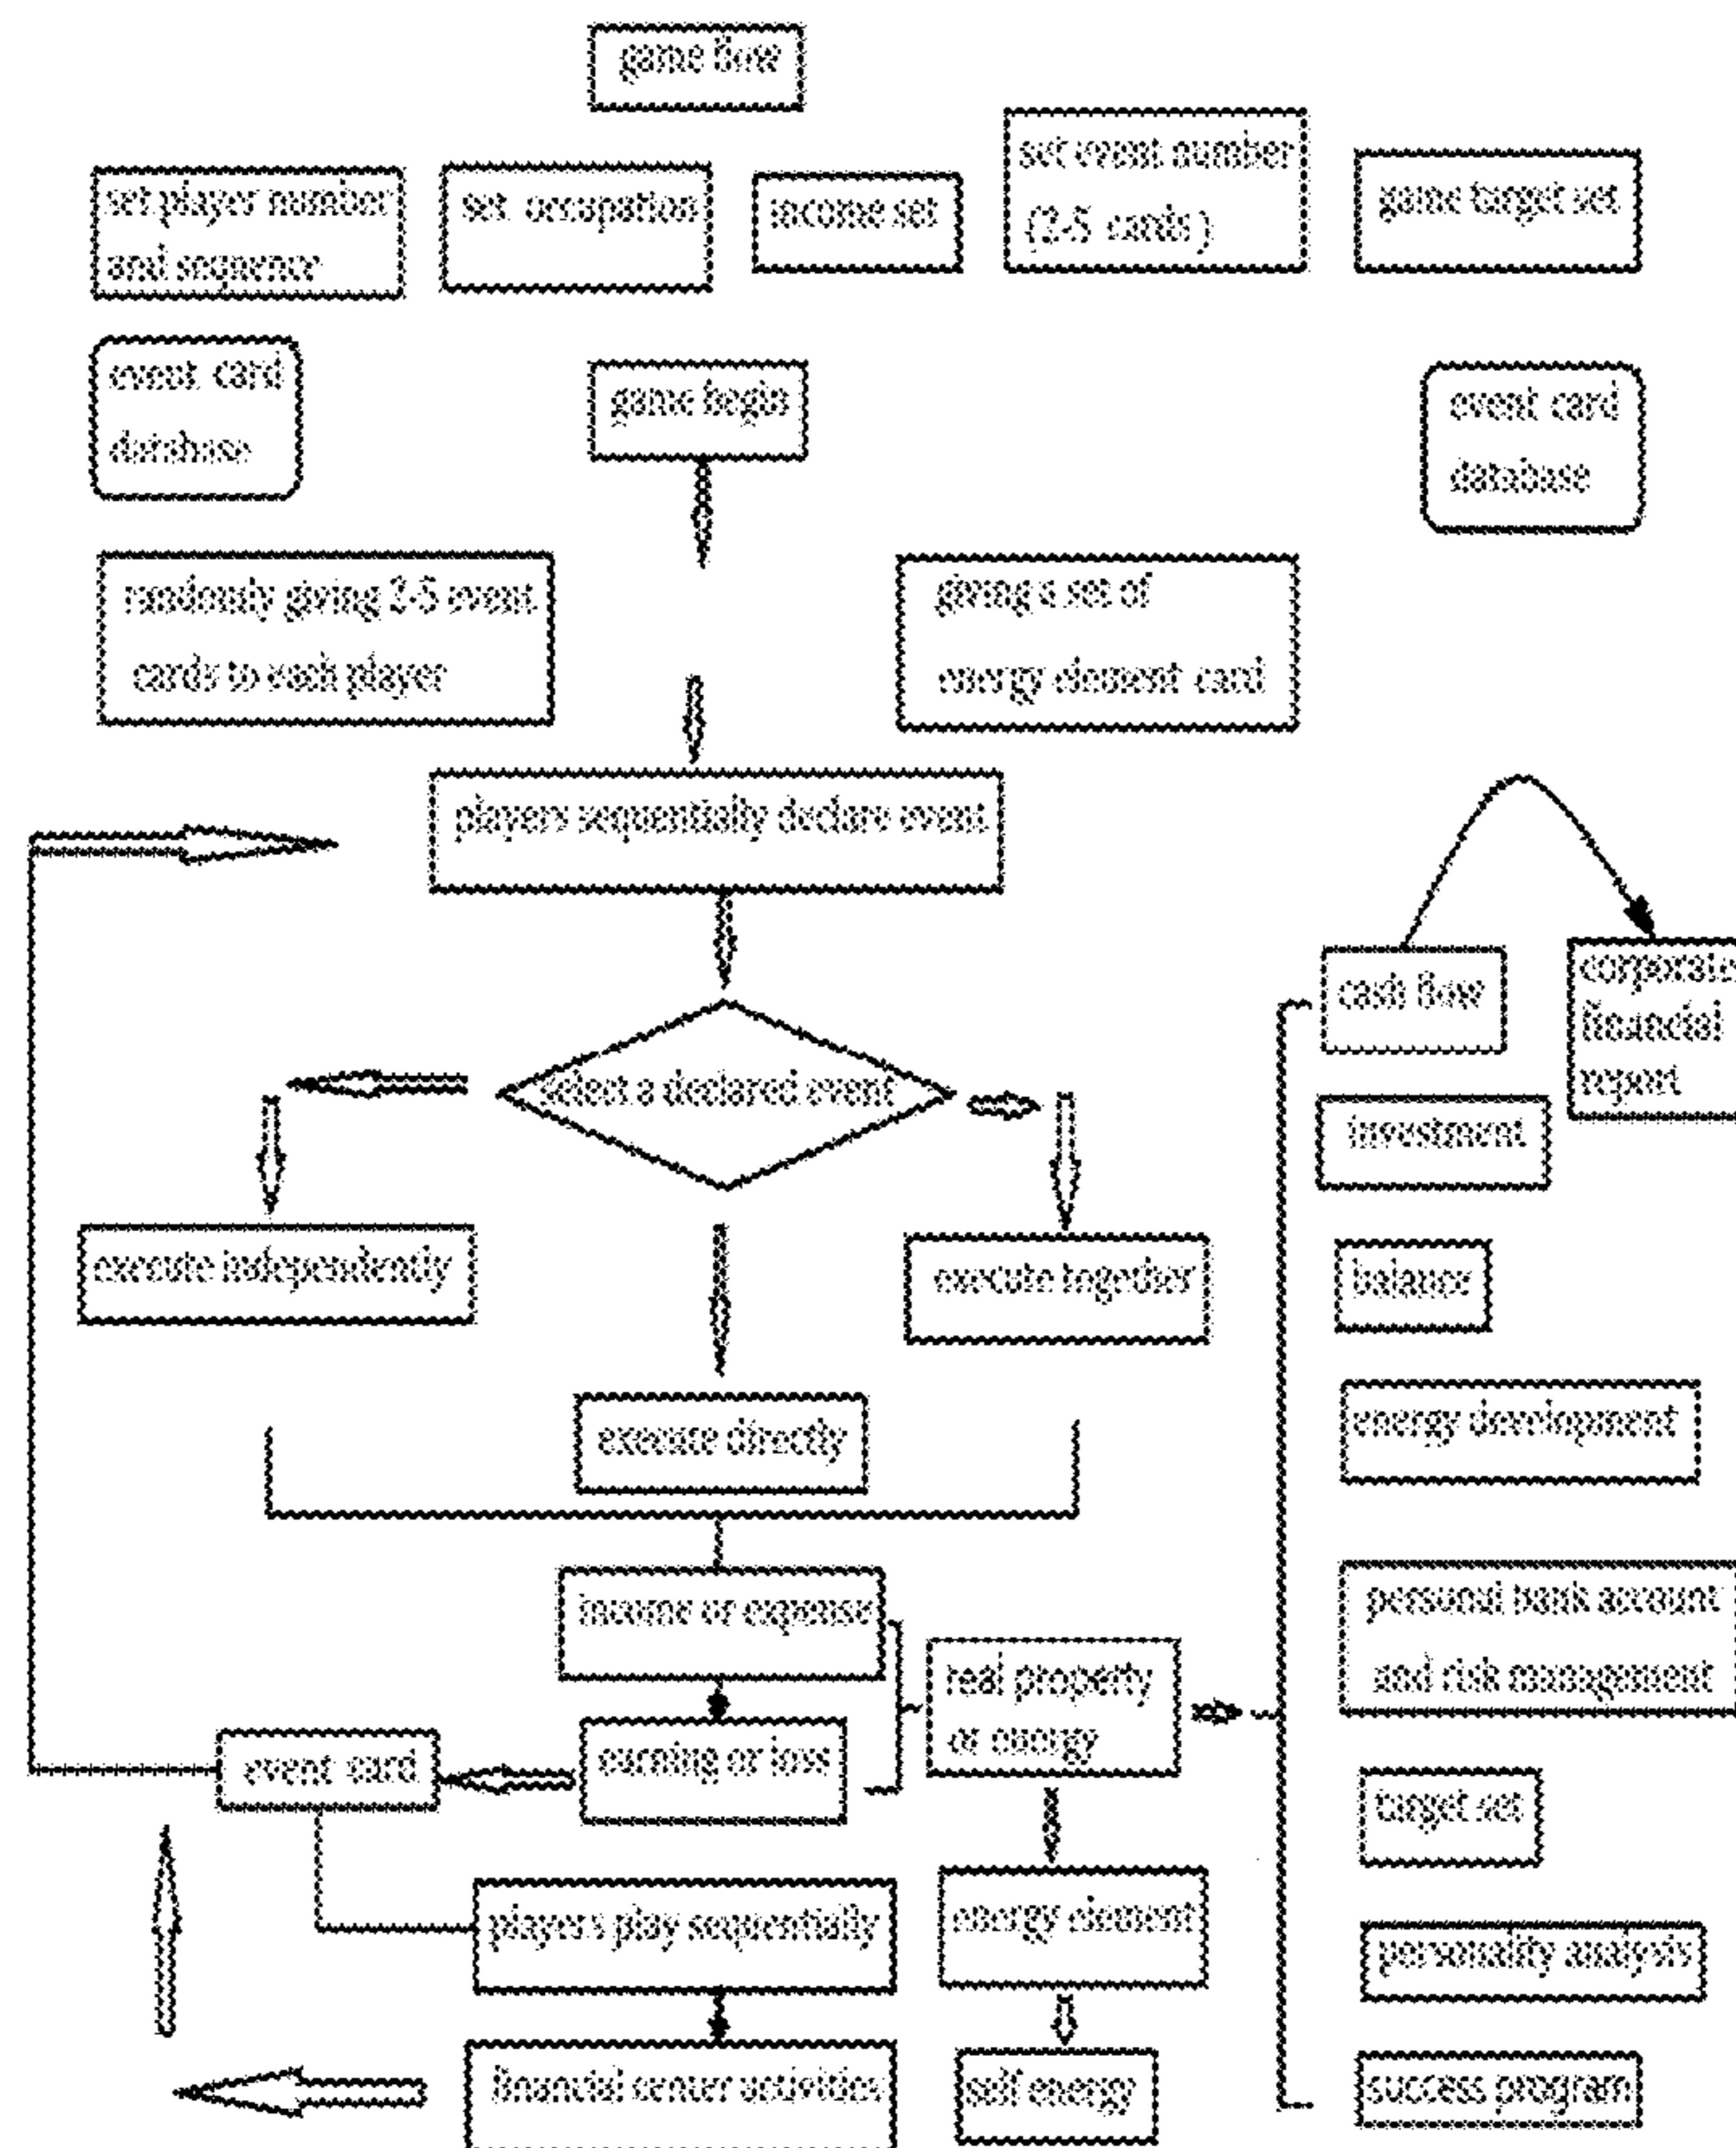 game flow
set player number
and sequence
set occupation
income set
set event number
(2-5 cards)
game target set
event card
database
game begin
event card
database
randomly giving 2-5 event
cards to each player
giving a set of
energy element card
players sequentially declare event
cash flow
corporate
financial
report
select a declared event
investment
execute independently
execute together
balance
execute directly
energy development
income or expense
personal bank account
and risk management
real property
or energy
event card
earning or loss
target set
players play sequentially
energy element
personality analysis
financial center activities
self energy
success program